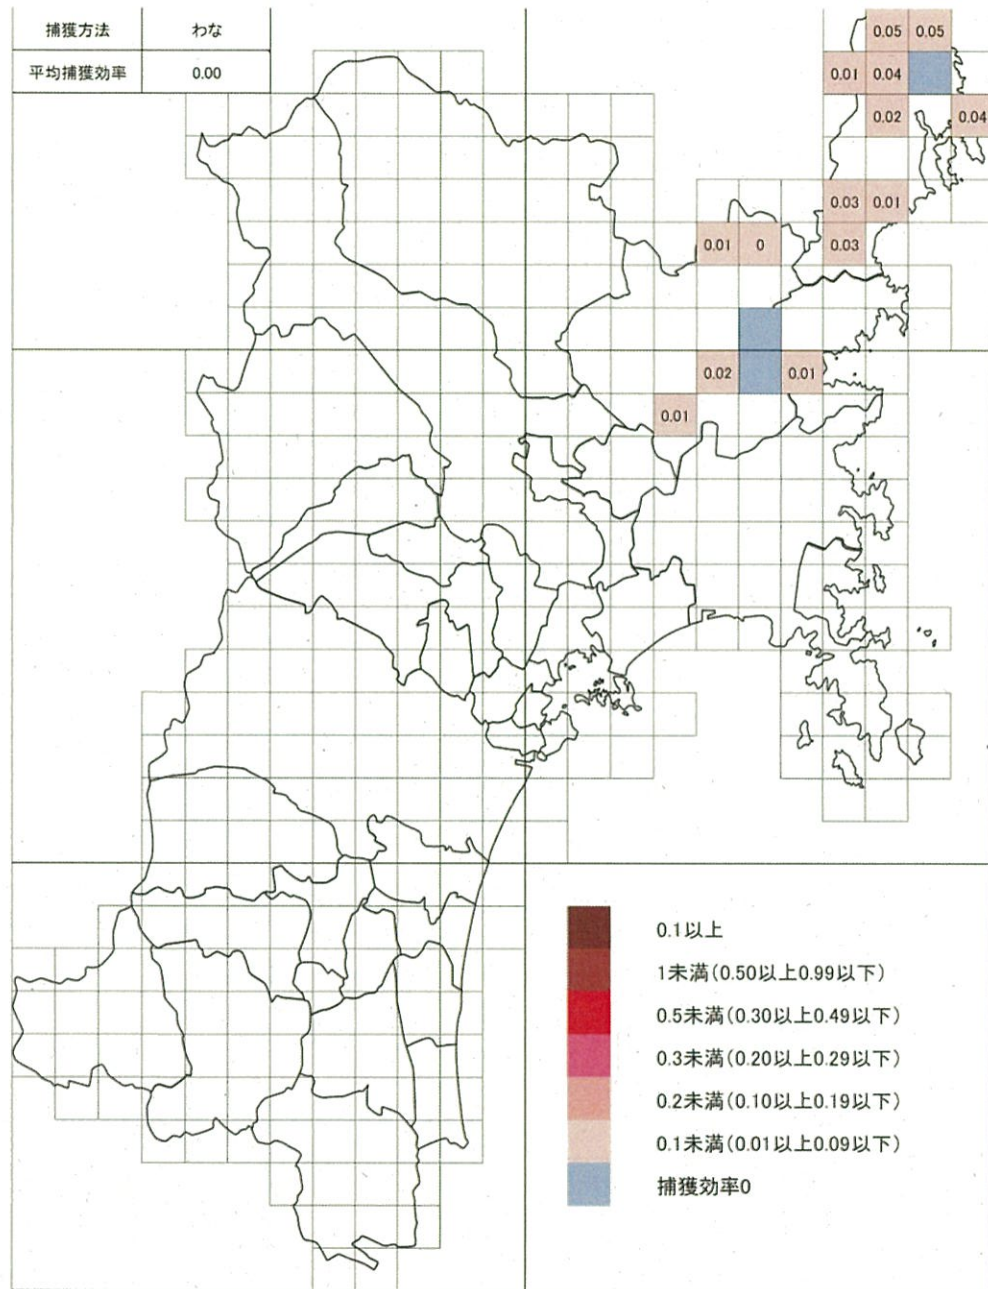 捕獲方法 わな
平均捕獲効率 0.00
0.05 0.05
0.01 0.04
0.02 0.04
0.03 0.01
0.01 0 0.03
0.02 0.01
0.01
0.1以上
1未満(0.50以上0.99以下)
0.5未満(0.30以上0.49以下)
0.3未満(0.20以上0.29以下)
0.2未満(0.10以上0.19以下)
0.1未満(0.01以上0.09以下)
捕獲効率0